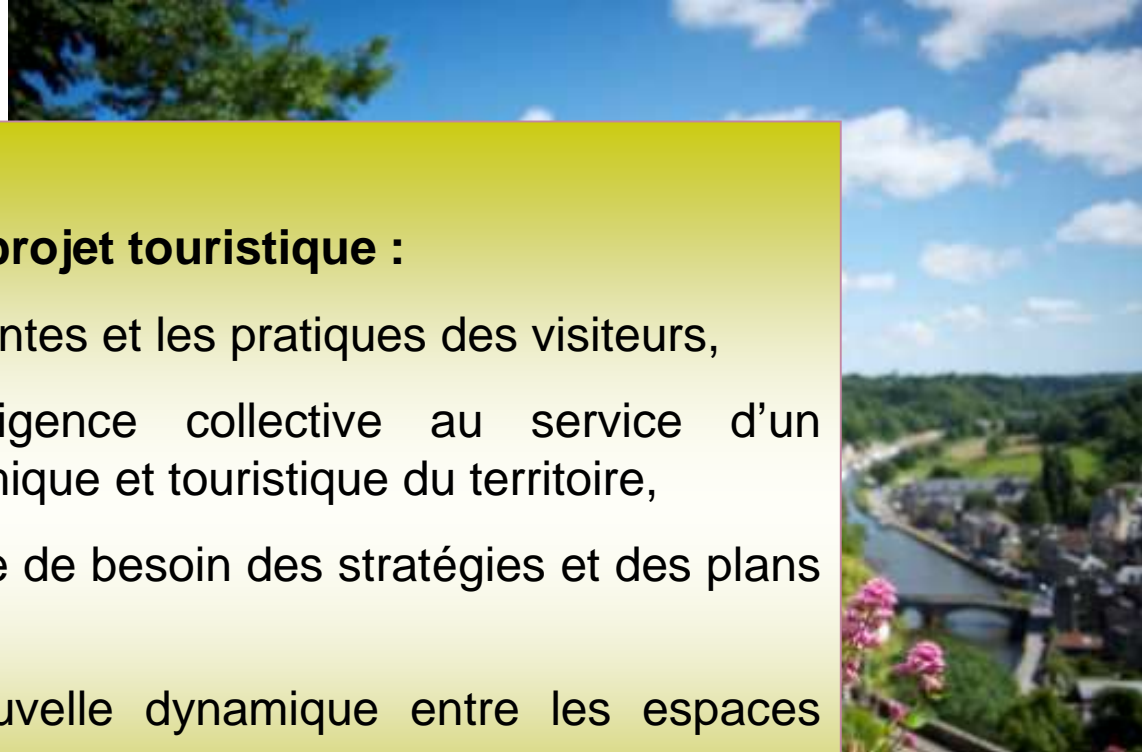 projet touristique :
ntes et les pratiques des visiteurs,
igence collective au service d'un
nique et touristique du territoire,
e de besoin des stratégies et des plans
uvelle dynamique entre les espaces